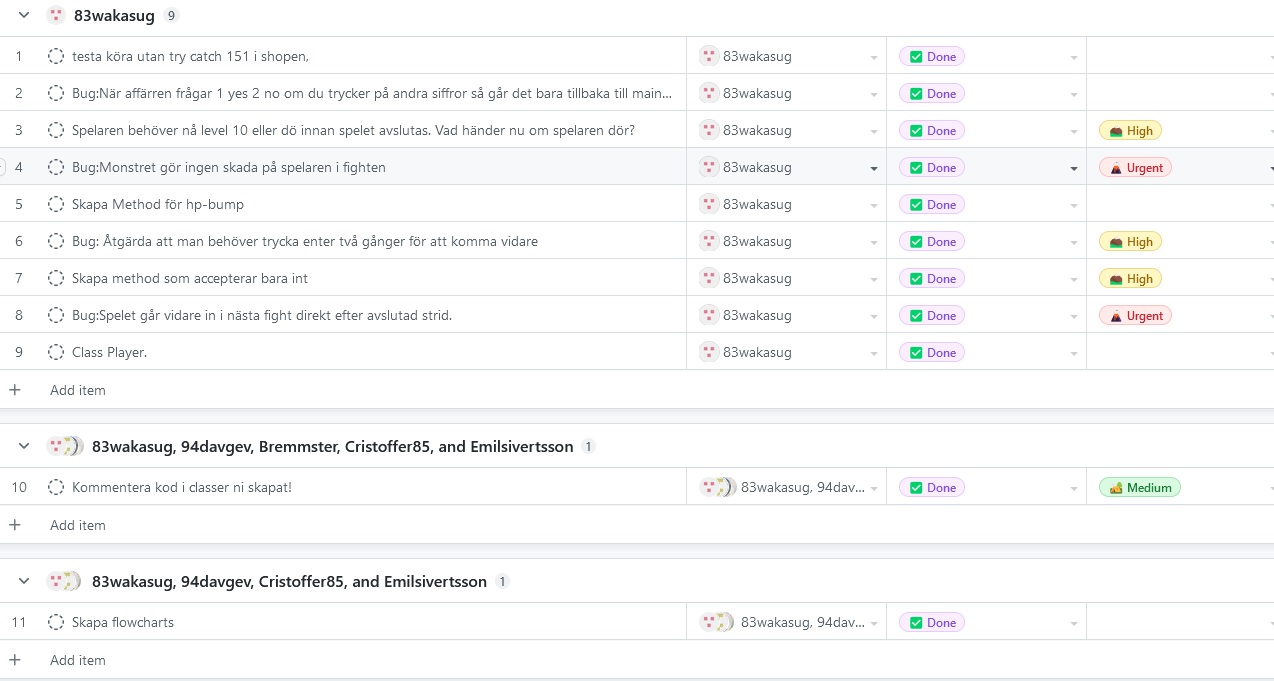 83wakasug 9
1 testa köra utan try catch 151 i shopen, 83wakasug Done
2 Bug:När affärren frågar 1 yes 2 no om du trycker på andra siffror så går det bara tillbaka till main... 83wakasug Done
3 Spelaren behöver nå level 10 eller dö innan spelet avslutas. Vad händer nu om spelaren dör? 83wakasug Done High
4 Bug:Monstret gör ingen skada på spelaren i fighten 83wakasug Done Urgent
5 Skapa Method för hp-bump 83wakasug Done
6 Bug: Åtgärda att man behöver trycka enter två gånger för att komma vidare 83wakasug Done High
7 Skapa method som accepterar bara int 83wakasug Done High
8 Bug:Spelet går vidare in i nästa fight direkt efter avslutad strid. 83wakasug Done Urgent
9 Class Player. 83wakasug Done
Add item
83wakasug, 94davgev, Bremmster, Cristoffer85, and Emilsivertsson 1
10 Kommentera kod i classer ni skapat! 83wakasug, 94dav... Done Medium
Add item
83wakasug, 94davgev, Cristoffer85, and Emilsivertsson 1
11 Skapa flowcharts 83wakasug, 94dav... Done
Add item